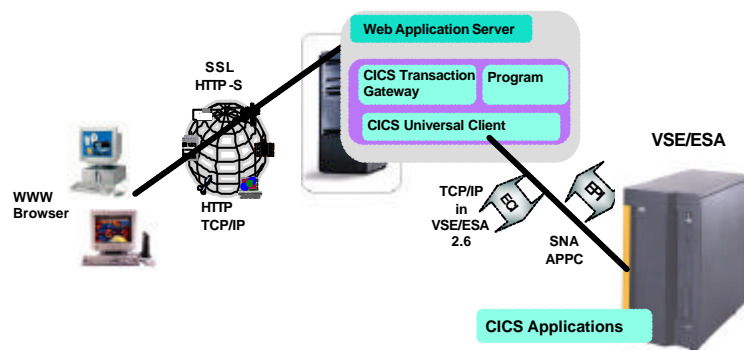 Web Application Server
SSL
HTTP-S
CICS Transaction
Gateway
Program
CICS Universal Client
VSE/ESA
WWW
Browser
HTTP
TCP/IP
TCP/IP
in
VSE/ESA
2.6
ECI
EPI
SNA
APPC
CICS Applications